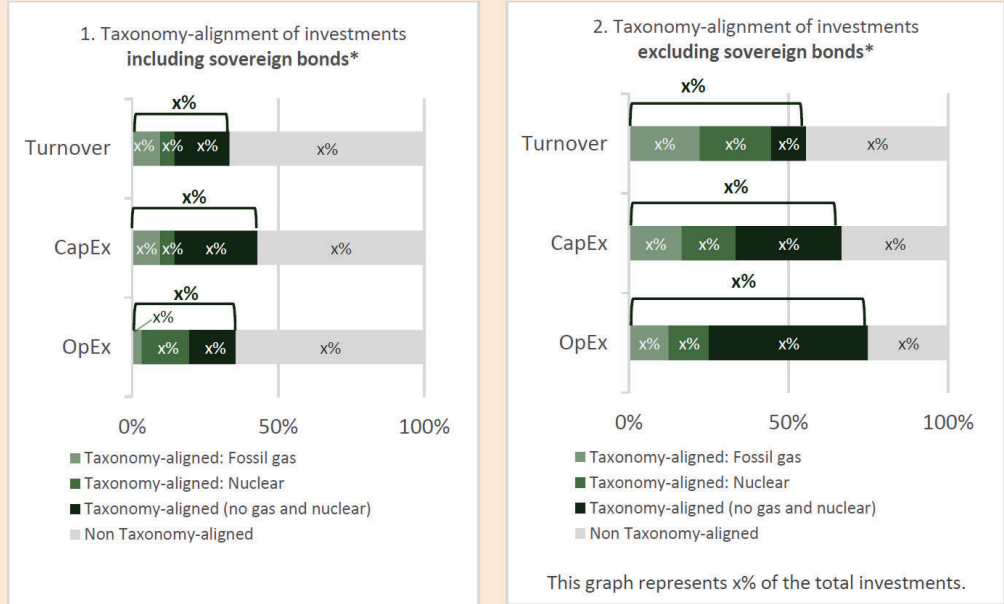 1. Taxonomy-alignment of investments
including sovereign bonds*
x%
Turnover
x% x% x% x%
x%
CapEx
x% x% x% x%
x%
x%
OpEx
x% x% x%
0% 50% 100%
Taxonomy-aligned: Fossil gas
Taxonomy-aligned: Nuclear
Taxonomy-aligned (no gas and nuclear)
Non Taxonomy-aligned
2. Taxonomy-alignment of investments
excluding sovereign bonds*
x%
Turnover
x% x% x% x%
x%
CapEx
x% x% x% x%
x%
OpEx
x% x% x% x%
0% 50% 100%
Taxonomy-aligned: Fossil gas
Taxonomy-aligned: Nuclear
Taxonomy-aligned (no gas and nuclear)
Non Taxonomy-aligned
This graph represents x% of the total investments.